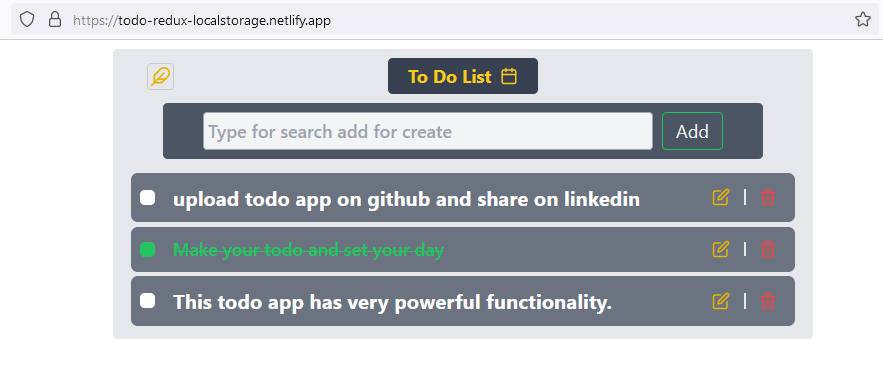 https://todo-redux-localstorage.netlify.app
To Do List
Type for search add for create
Add
upload todo app on github and share on linkedin
Make your todo and set your day
This todo app has very powerful functionality.